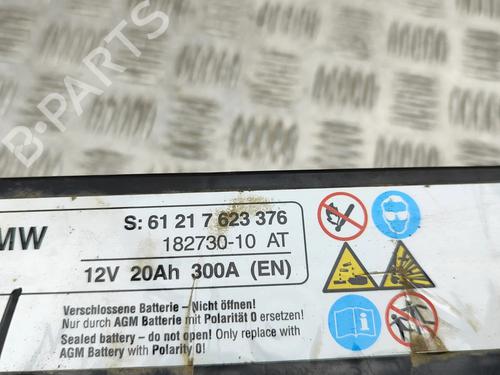 B-Parts
S: 61 21 7 623 376
MW
182730-10 AT
12V 20Ah 300A (EN)
Verschlossene Batterie - Nicht öffnen!
Nur durch AGM Batterie mit Polarität 0 ersetzen!
Sealed battery - do not open! Only replace with
AGM Battery with Polarity 0!